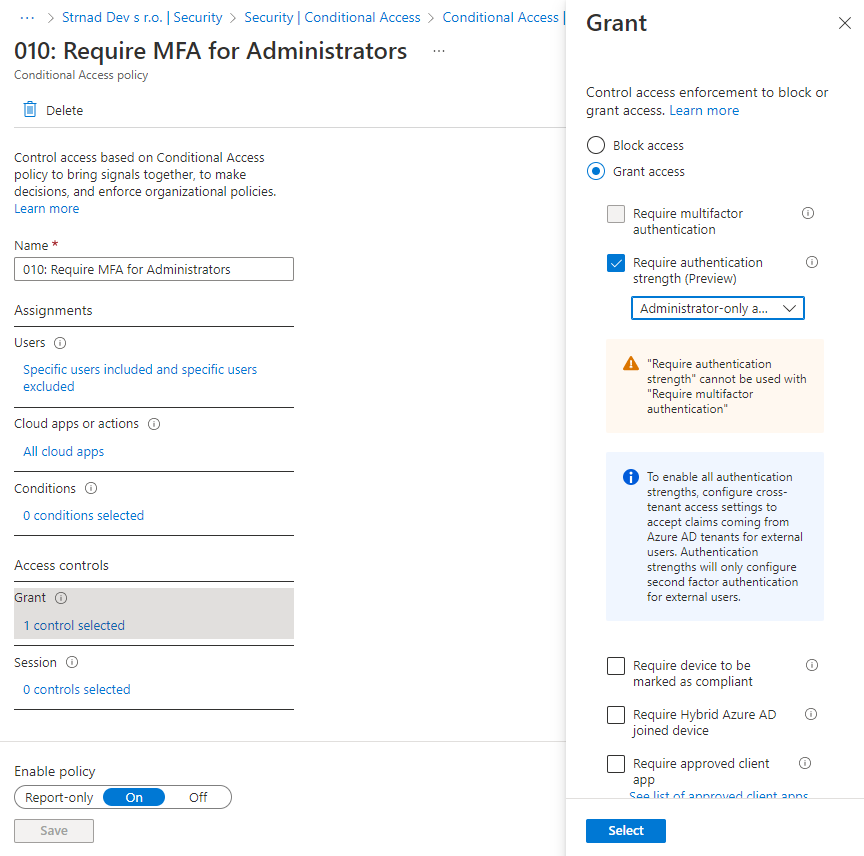 ··· > Strnad Dev s r.o. | Security > Security | Conditional Access > Conditional Access |
010: Require MFA for Administrators ···
Conditional Access policy
Delete
Control access based on Conditional Access
policy to bring signals together, to make
decisions, and enforce organizational policies.
Learn more
Name *
010: Require MFA for Administrators
Assignments
Users
Specific users included and specific users
excluded
Cloud apps or actions
All cloud apps
Conditions
0 conditions selected
Access controls
Grant
1 control selected
Session
0 controls selected
Enable policy
Report-only On Off
Save
Grant
Control access enforcement to block or
grant access. Learn more
Block access
Grant access
Require multifactor
authentication
Require authentication
strength (Preview)
Administrator-only a...
"Require authentication
strength" cannot be used with
"Require multifactor
authentication"
To enable all authentication
strengths, configure cross-
tenant access settings to
accept claims coming from
Azure AD tenants for external
users. Authentication
strengths will only configure
second factor authentication
for external users.
Require device to be
marked as compliant
Require Hybrid Azure AD
joined device
Require approved client
app
See list of approved client apps
Select